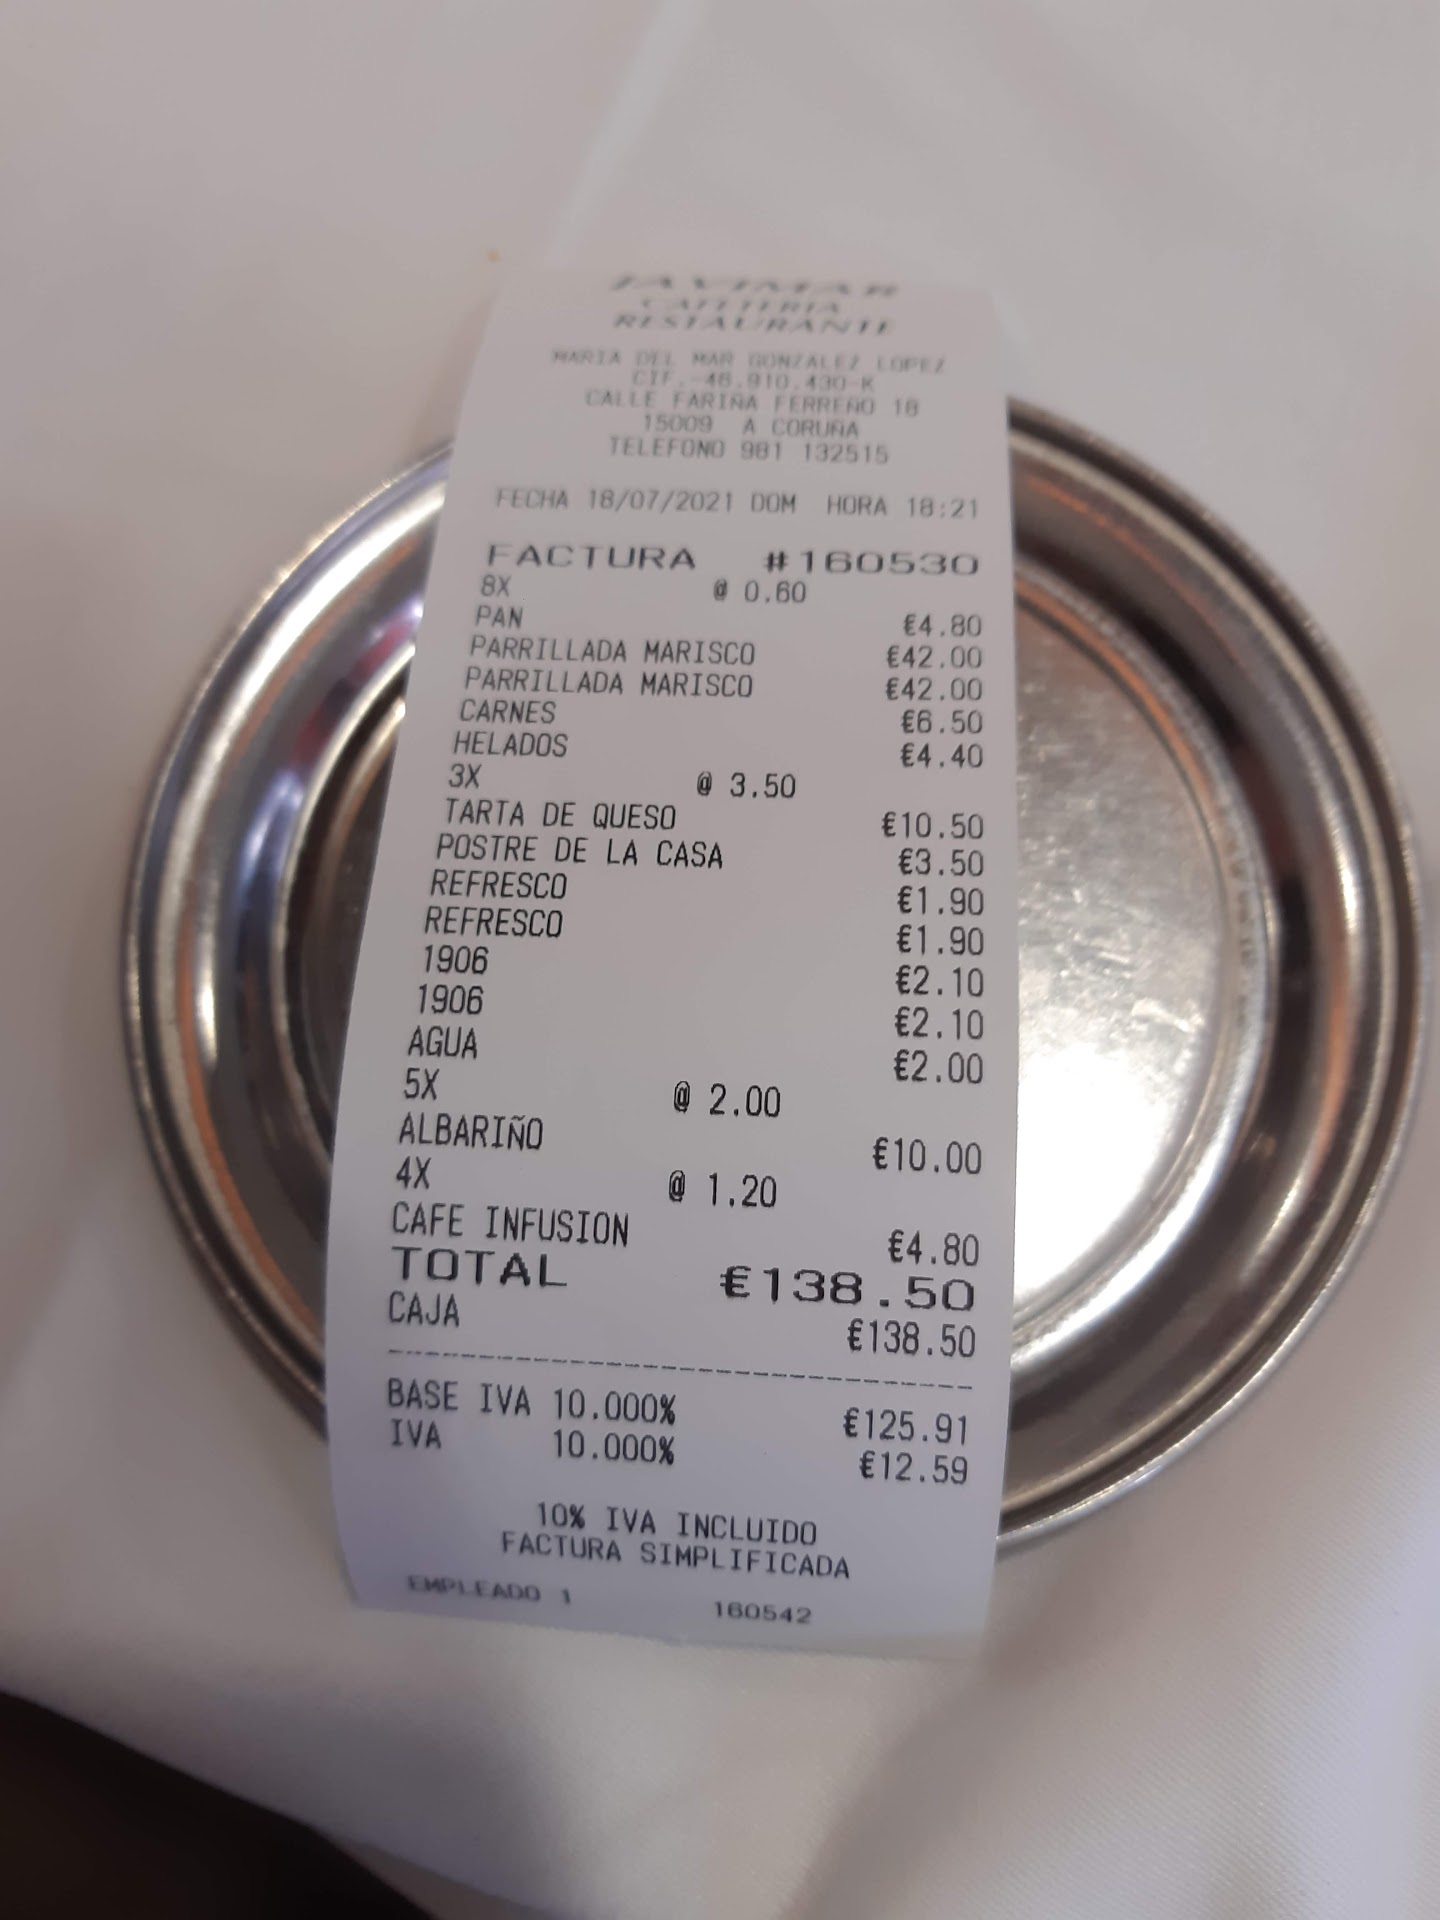 JAVIMAR
CAFETERIA
RESTAURANTE
MARIA DEL MAR GONZALEZ LOPEZ
CIF.-46.910.430-K
CALLE FARIÑA FERREÑO 18
15009 A CORUÑA
TELEFONO 981 132515
FECHA 18/07/2021 DOM HORA 18:21
FACTURA #160530
8X @ 0.60
PAN €4.80
PARRILLADA MARISCO €42.00
PARRILLADA MARISCO €42.00
CARNES €6.50
HELADOS €4.40
3X @ 3.50
TARTA DE QUESO €10.50
POSTRE DE LA CASA €3.50
REFRESCO €1.90
REFRESCO €1.90
1906 €2.10
1906 €2.10
AGUA €2.00
5X @ 2.00
ALBARIÑO €10.00
4X @ 1.20
CAFE INFUSION €4.80
TOTAL €138.50
CAJA €138.50
BASE IVA 10.000% €125.91
IVA 10.000% €12.59
10% IVA INCLUIDO
FACTURA SIMPLIFICADA
EMPLEADO 1 160542